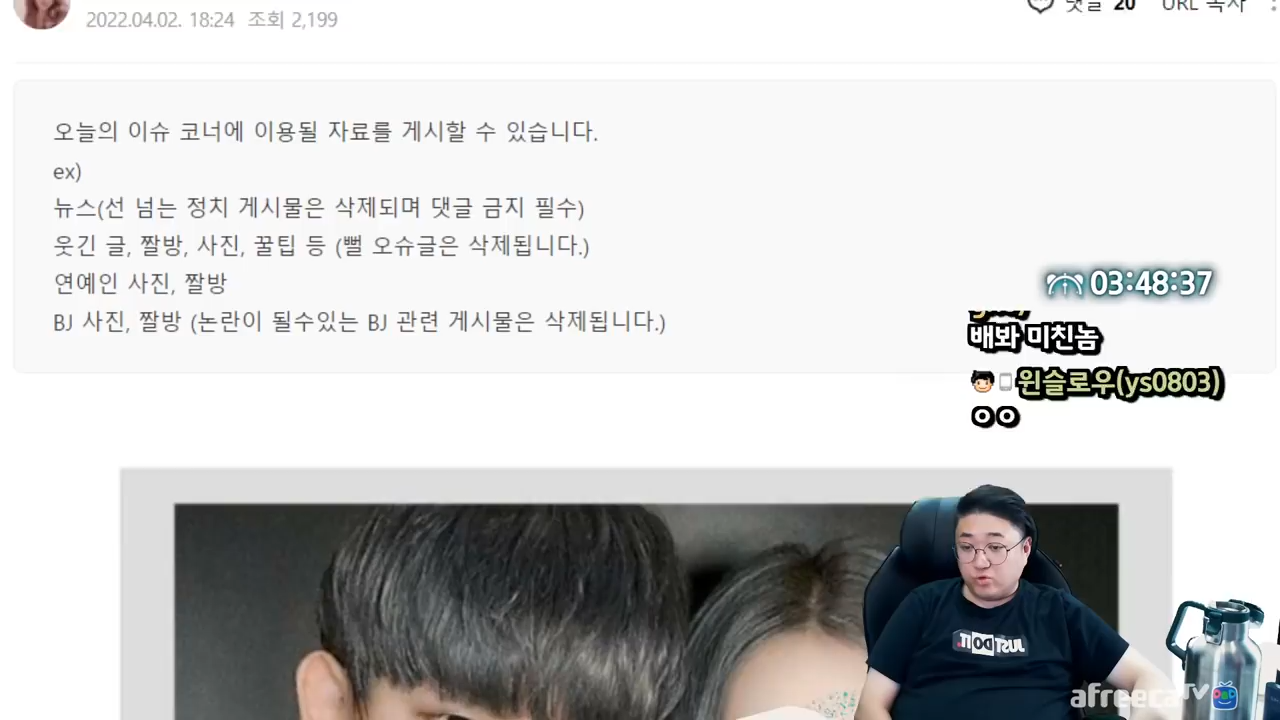 2022.04.02. 18:24 조회 2,199
댓글 20 URL 복사
오늘의 이슈 코너에 이용될 자료를 게시할 수 있습니다.
ex)
뉴스(선 넘는 정치 게시물은 삭제되며 댓글 금지 필수)
웃긴 글, 짤방, 사진, 꿀팁 등 (뻘 오슈글은 삭제됩니다.)
연예인 사진, 짤방
BJ 사진, 짤방 (논란이 될수있는 BJ 관련 게시물은 삭제됩니다.)
03:48:37
배봐 미친놈
윈슬로우(ys0803)
ㅇㅇ
JUST DO IT.
afreecaTV